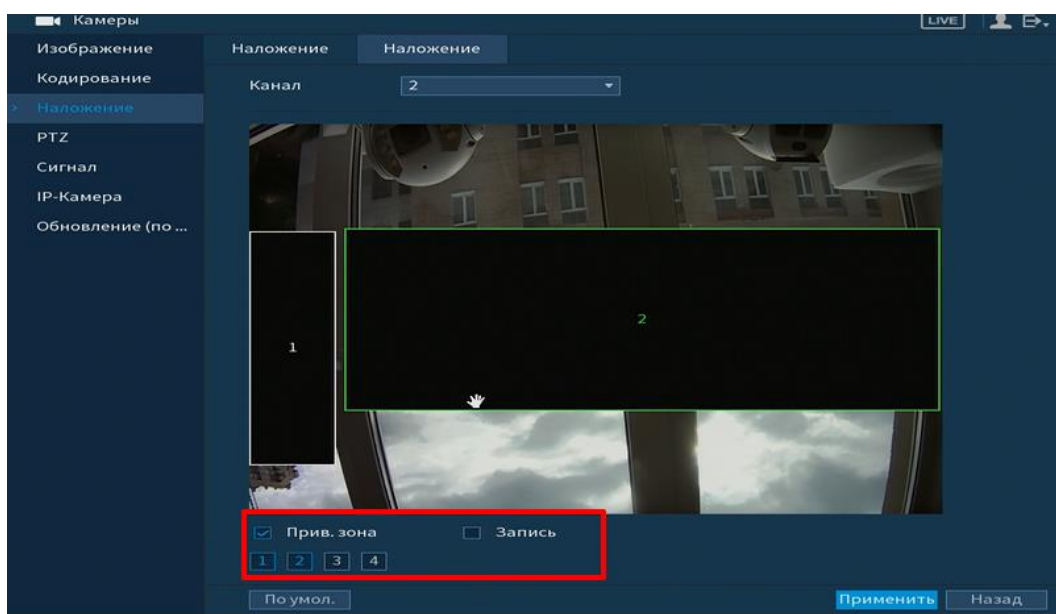 Камеры
LIVE
Изображение
Кодирование
Наложение
PTZ
Сигнал
IP-Камера
Обновление (по ...
Наложение Наложение
Канал 2
1
2
Прив. зона Запись
1 2 3 4
По умол. Применить Назад